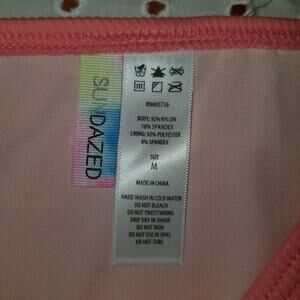 SUNDAZED
RN#85736
BODY: 82% NYLON
18% SPANDEX
LINING: 92% POLYESTER
8% SPANDEX
SIZE
M
MADE IN CHINA
HAND WASH IN COLD WATER
DO NOT BLEACH
DO NOT TWIST/WRING
DRIP DRY IN SHADE
DO NOT IRON
DO NOT USE IN SPAS
OR HOT TUBS